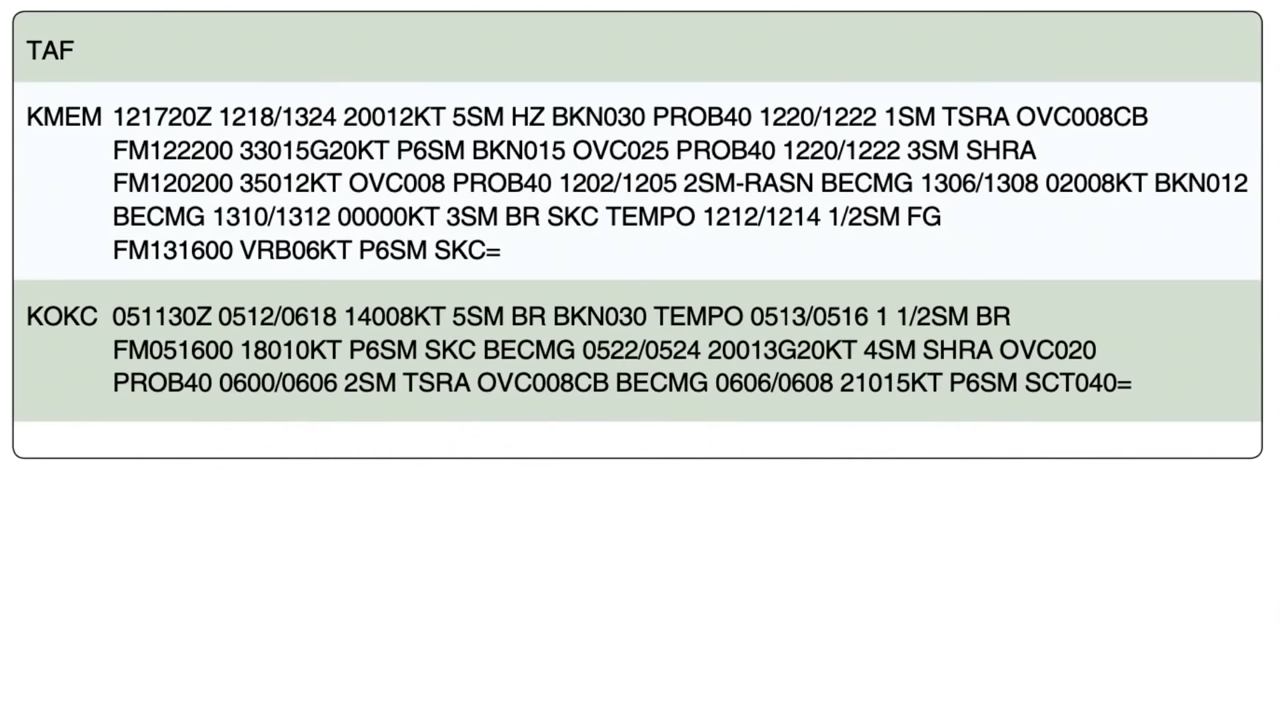 TAF
KMEM 121720Z 1218/1324 20012KT 5SM HZ BKN030 PROB40 1220/1222 1SM TSRA OVC008CB
FM122200 33015G20KT P6SM BKN015 OVC025 PROB40 1220/1222 3SM SHRA
FM120200 35012KT OVC008 PROB40 1202/1205 2SM-RASN BECMG 1306/1308 02008KT BKN012
BECMG 1310/1312 00000KT 3SM BR SKC TEMPO 1212/1214 1/2SM FG
FM131600 VRB06KT P6SM SKC=
KOKC 051130Z 0512/0618 14008KT 5SM BR BKN030 TEMPO 0513/0516 1 1/2SM BR
FM051600 18010KT P6SM SKC BECMG 0522/0524 20013G20KT 4SM SHRA OVC020
PROB40 0600/0606 2SM TSRA OVC008CB BECMG 0606/0608 21015KT P6SM SCT040=